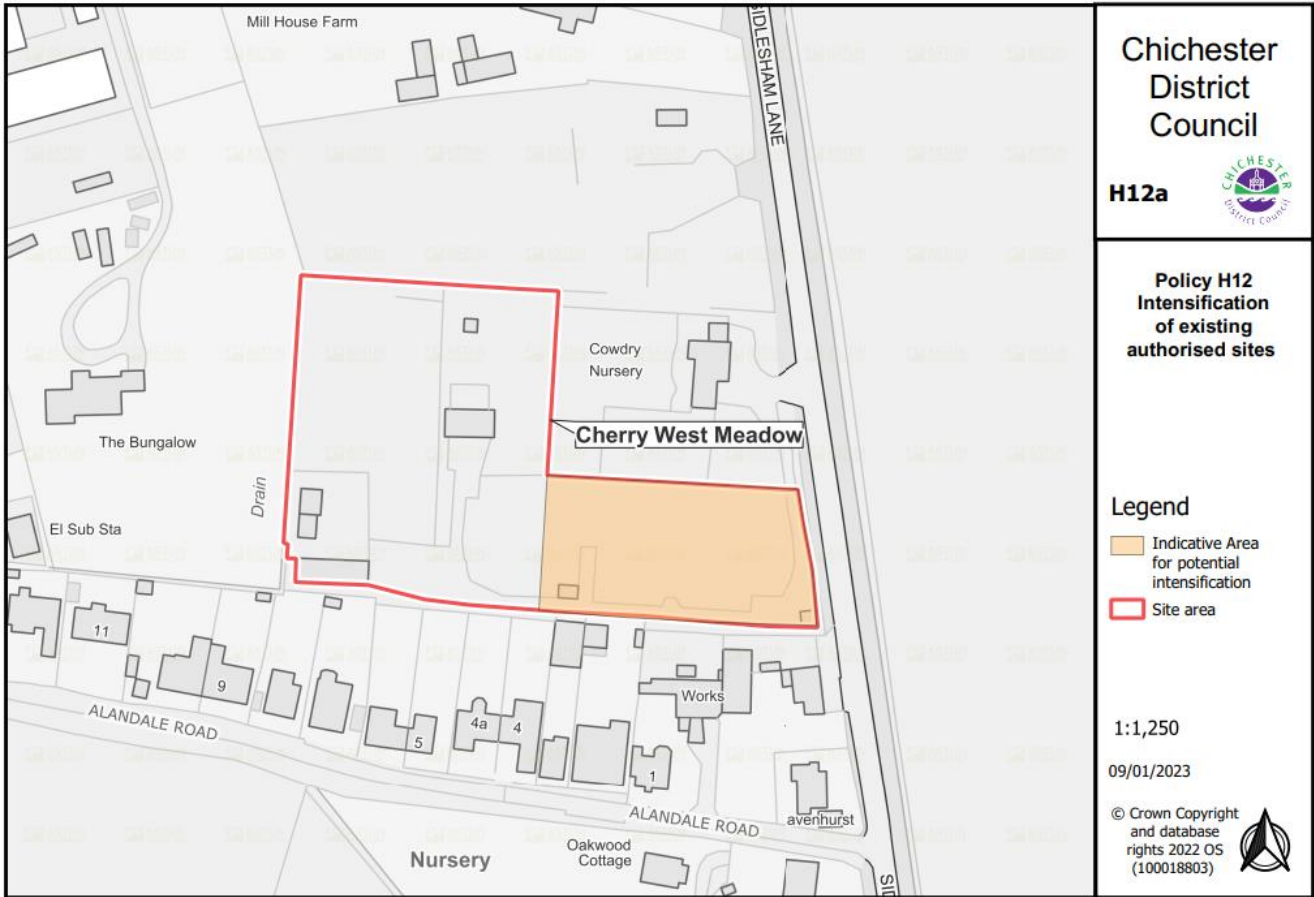 Mill House Farm
SIDLESHAM LANE
Cowdry
Nursery
Cherry West Meadow
The Bungalow
Drain
El Sub Sta
11
9
5
4a
4
1
Works
ALANDALE ROAD
ALANDALE ROAD
avenhurst
Oakwood
Cottage
Nursery
SID
Chichester
District
Council
H12a
CHICHESTER
District Council
Policy H12
Intensification
of existing
authorised sites
Legend
Indicative Area
for potential
intensification
Site area
1:1,250
09/01/2023
© Crown Copyright
and database
rights 2022 OS
(100018803)